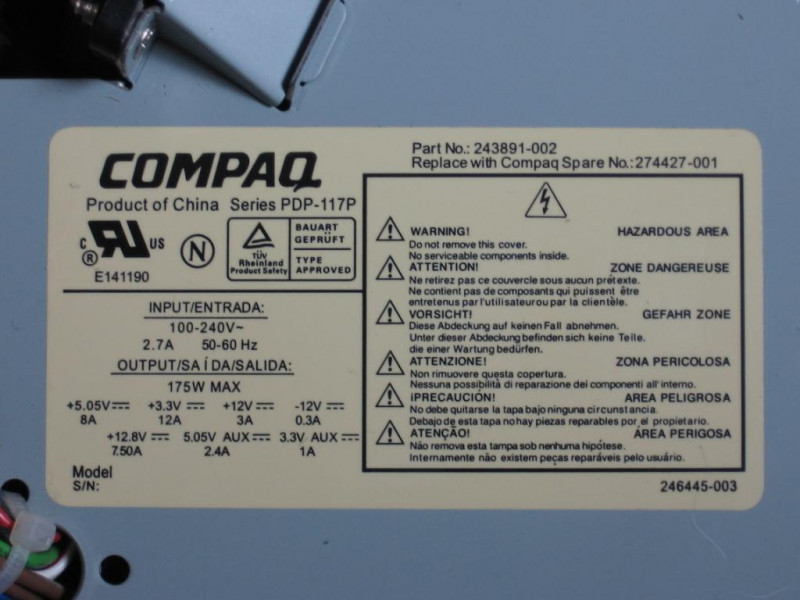 COMPAQ
Product of China Series PDP-117P
Part No.: 243891-002
Replace with Compaq Spare No.: 274427-001
C UR US
®
E141190
N
TÜV
Rheinland
Product Safety
BAUART
GEPRÜFT
TYPE
APPROVED
INPUT/ENTRADA:
100-240V~
2.7A 50-60 Hz
OUTPUT/SA ÍDA/SALIDA:
175W MAX
+5.05V +3.3V +12V -12V
8A 12A 3A 0.3A
+12.8V 5.05V AUX 3.3V AUX
7.50A 2.4A 1A
Model
S/N:
WARNING! HAZARDOUS AREA
Do not remove this cover.
No serviceable components inside.
ATTENTION! ZONE DANGEREUSE
Ne retirez pas ce couvercle sous aucun prétexte.
Ne contient pas de composants qui puissent être
entretenus par l'utilisateurou par la clientèle.
VORSICHT! GEFAHR ZONE
Diese Abdeckung auf keinen Fall abnehmen.
Unter dieser Abdeckung befinden sich keine Teile.
die einer Wartung bedürfen.
ATTENZIONE! ZONA PERICOLOSA
Non rimuovere questa copertura.
Nessuna possibilità di reparazione dei componenti all'interno.
¡PRECAUCIÓN! AREA PELIGROSA
No debe quitarse la tapa bajo ninguna circunstancia.
Debajo de esta tapa no hay piezas reparables por el propietario.
ATENÇÃO! ÁREA PERIGOSA
Não remova esta tampa sob nenhuma hipótese.
Internamente não existem peças reparáveis pelo usuário.
246445-003